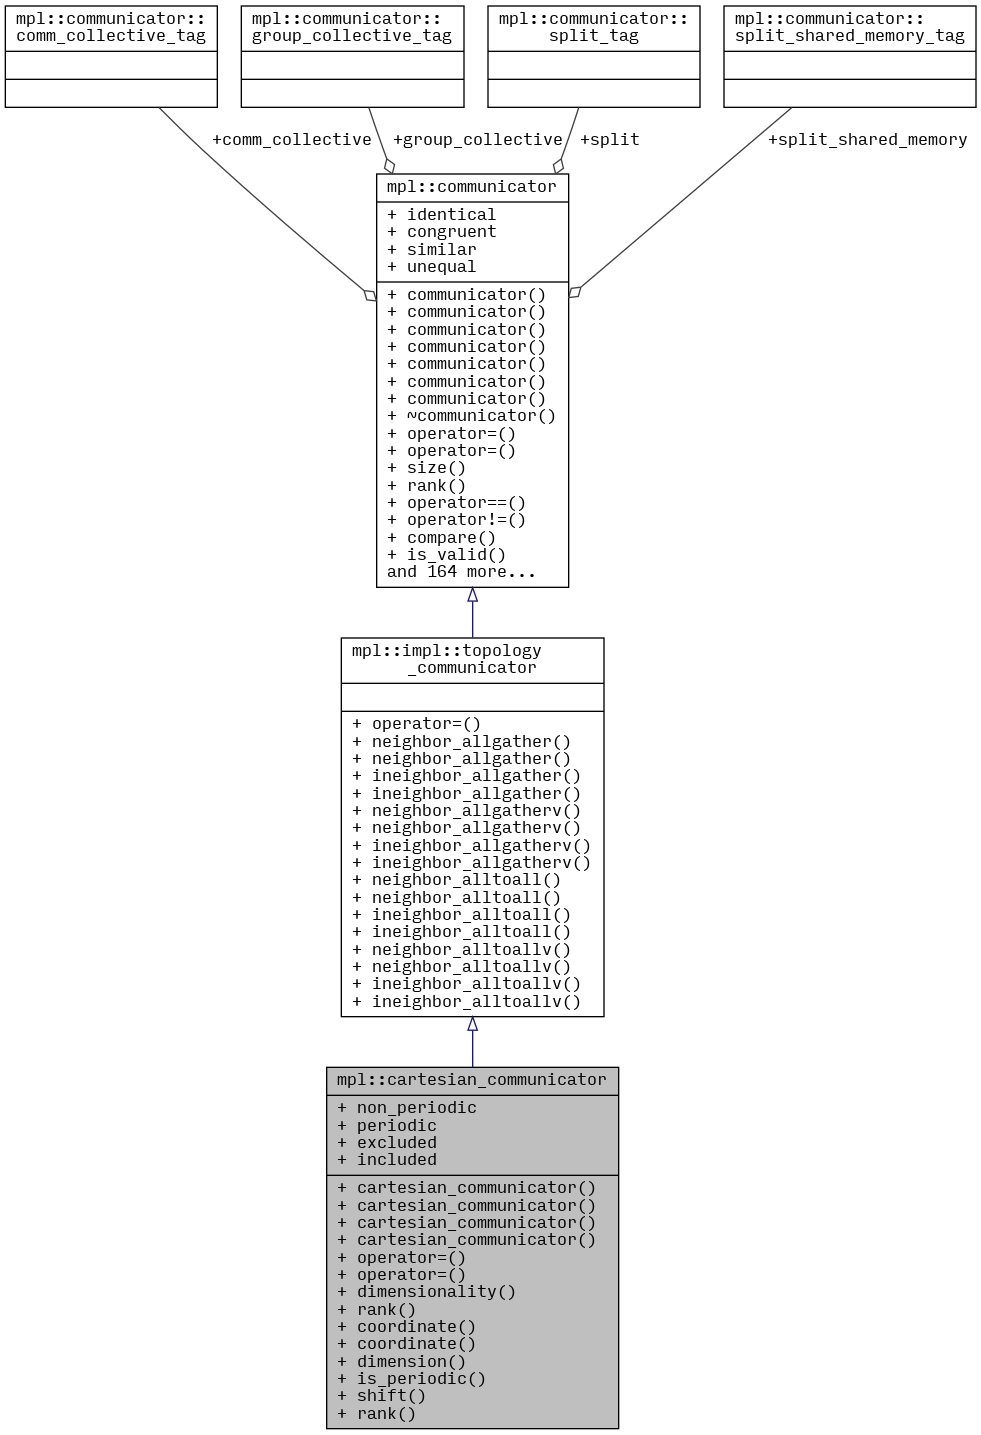 mpl::communicator::
comm_collective_tag
mpl::communicator::
group_collective_tag
mpl::communicator::
split_tag
mpl::communicator::
split_shared_memory_tag
+comm_collective
+group_collective
+split
+split_shared_memory
mpl::communicator
+ identical
+ congruent
+ similar
+ unequal
+ communicator()
+ communicator()
+ communicator()
+ communicator()
+ communicator()
+ communicator()
+ communicator()
+ ~communicator()
+ operator=()
+ operator=()
+ size()
+ rank()
+ operator==()
+ operator!=()
+ compare()
+ is_valid()
and 164 more...
mpl::impl::topology
_communicator
+ operator=()
+ neighbor_allgather()
+ neighbor_allgather()
+ ineighbor_allgather()
+ ineighbor_allgather()
+ neighbor_allgatherv()
+ neighbor_allgatherv()
+ ineighbor_allgatherv()
+ ineighbor_allgatherv()
+ neighbor_alltoall()
+ neighbor_alltoall()
+ ineighbor_alltoall()
+ ineighbor_alltoall()
+ neighbor_alltoallv()
+ neighbor_alltoallv()
+ ineighbor_alltoallv()
+ ineighbor_alltoallv()
mpl::cartesian_communicator
+ non_periodic
+ periodic
+ excluded
+ included
+ cartesian_communicator()
+ cartesian_communicator()
+ cartesian_communicator()
+ cartesian_communicator()
+ operator=()
+ operator=()
+ dimensionality()
+ rank()
+ coordinate()
+ coordinate()
+ dimension()
+ is_periodic()
+ shift()
+ rank()